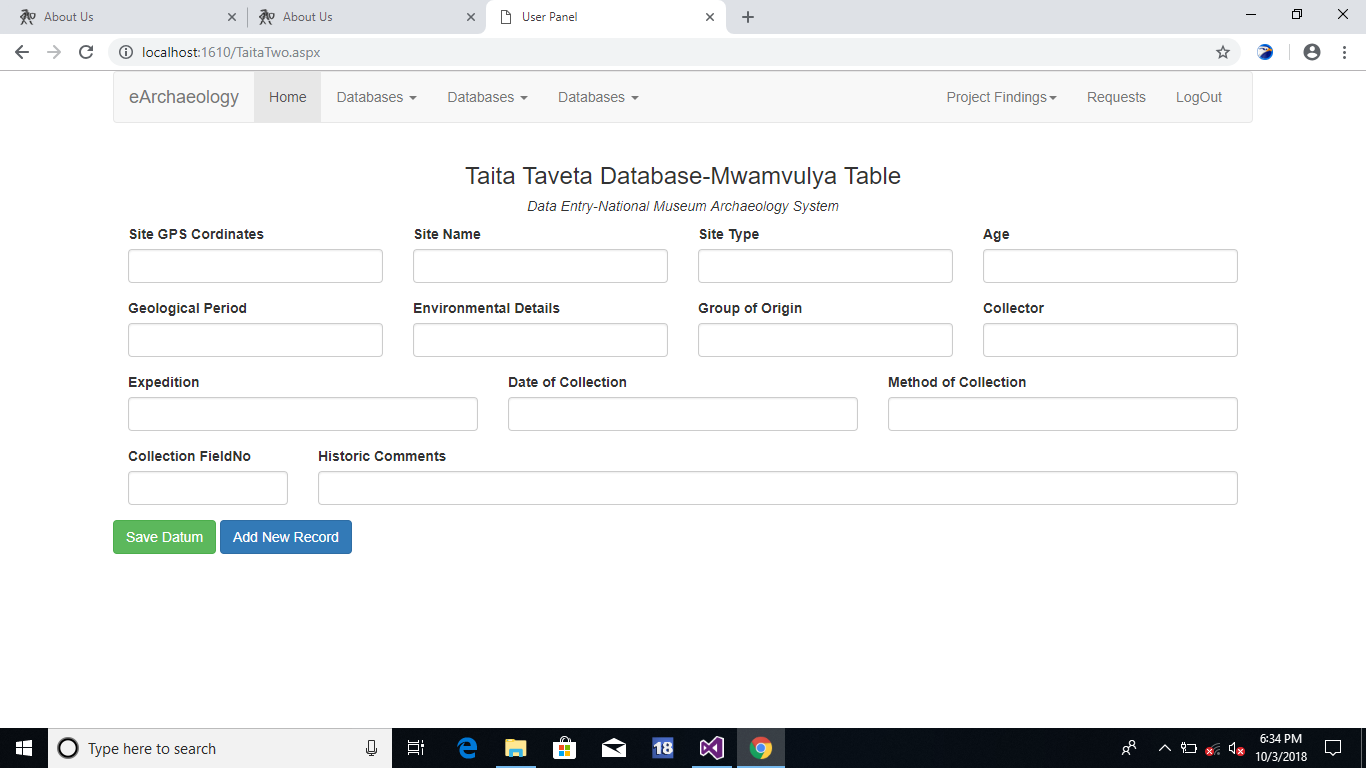 About Us
About Us
User Panel
localhost:1610/TaitaTwo.aspx
eArchaeology Home Databases Databases Databases Project Findings Requests LogOut
Taita Taveta Database-Mwamvulya Table
Data Entry-National Museum Archaeology System
Site GPS Cordinates Site Name Site Type Age
Geological Period Environmental Details Group of Origin Collector
Expedition Date of Collection Method of Collection
Collection FieldNo Historic Comments
Save Datum Add New Record
Type here to search
18
6:34 PM
10/3/2018